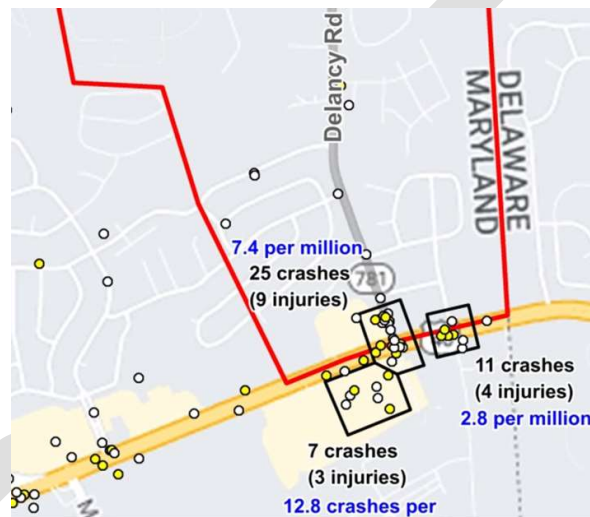 Delancy Rd
DELAWARE
MARYLAND
7.4 per million
25 crashes
(9 injuries)
781
11 crashes
(4 injuries)
2.8 per million
7 crashes
(3 injuries)
12.8 crashes per
M